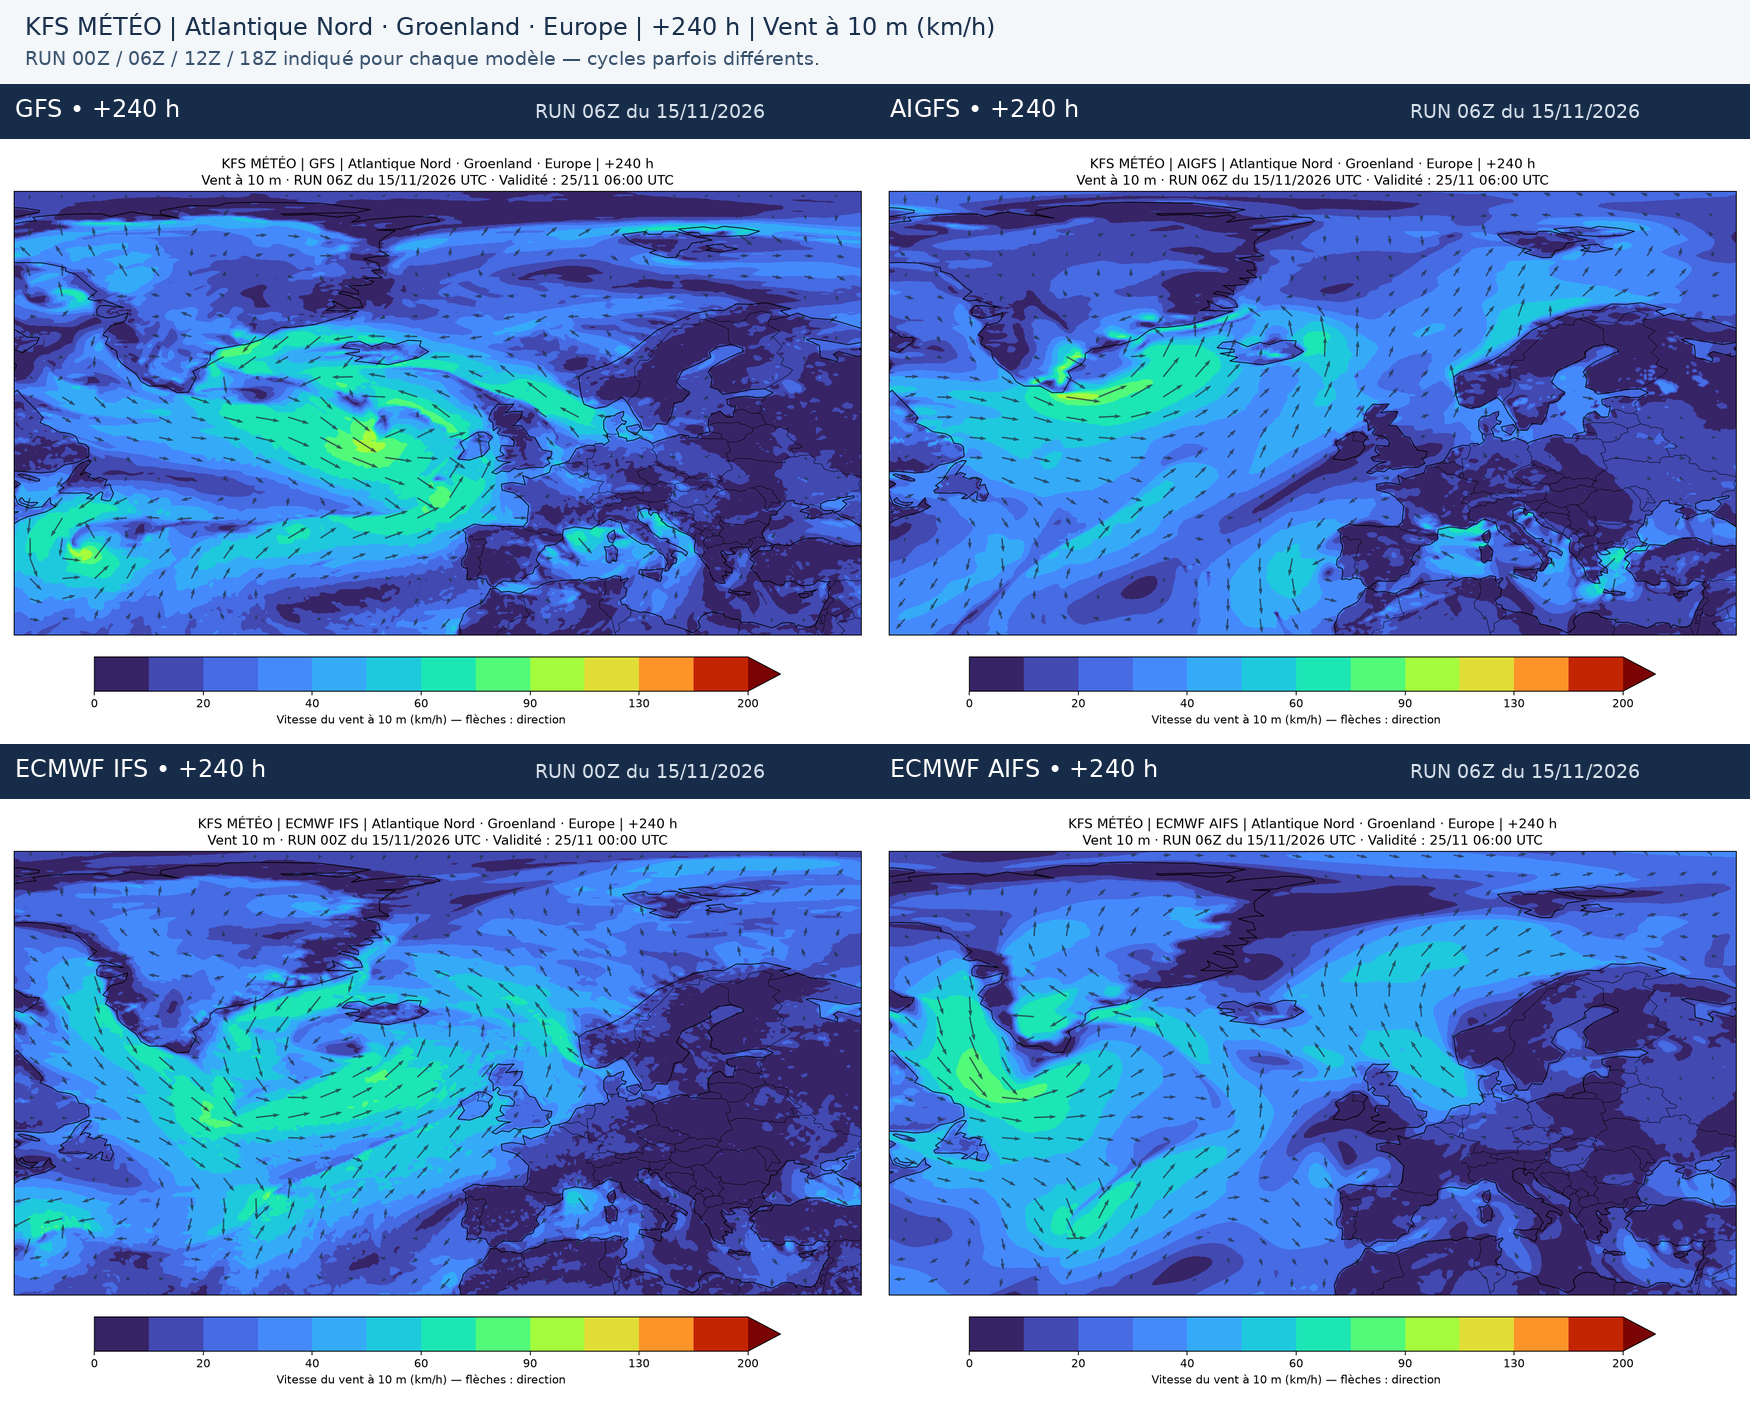 KFS MÉTÉO | Atlantique Nord · Groenland · Europe | +240 h | Vent à 10 m (km/h)
RUN 00Z / 06Z / 12Z / 18Z indiqué pour chaque modèle — cycles parfois différents.
GFS • +240 h
RUN 06Z du 15/11/2026
AIGFS • +240 h
RUN 06Z du 15/11/2026
KFS MÉTÉO | GFS | Atlantique Nord · Groenland · Europe | +240 h
Vent à 10 m · RUN 06Z du 15/11/2026 UTC · Validité : 25/11 06:00 UTC
KFS MÉTÉO | AIGFS | Atlantique Nord · Groenland · Europe | +240 h
Vent à 10 m · RUN 06Z du 15/11/2026 UTC · Validité : 25/11 06:00 UTC
0 20 40 60 90 130 200
Vitesse du vent à 10 m (km/h) — flèches : direction
0 20 40 60 90 130 200
Vitesse du vent à 10 m (km/h) — flèches : direction
ECMWF IFS • +240 h
RUN 00Z du 15/11/2026
ECMWF AIFS • +240 h
RUN 06Z du 15/11/2026
KFS MÉTÉO | ECMWF IFS | Atlantique Nord · Groenland · Europe | +240 h
Vent 10 m · RUN 00Z du 15/11/2026 UTC · Validité : 25/11 00:00 UTC
KFS MÉTÉO | ECMWF AIFS | Atlantique Nord · Groenland · Europe | +240 h
Vent 10 m · RUN 06Z du 15/11/2026 UTC · Validité : 25/11 06:00 UTC
0 20 40 60 90 130 200
Vitesse du vent à 10 m (km/h) — flèches : direction
0 20 40 60 90 130 200
Vitesse du vent à 10 m (km/h) — flèches : direction